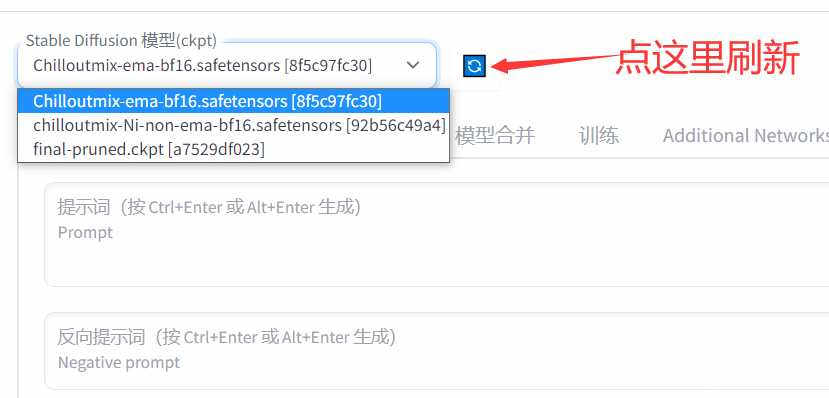 Stable Diffusion 模型(ckpt)
Chilloutmix-ema-bf16.safetensors [8f5c97fc30]
点这里刷新
Chilloutmix-ema-bf16.safetensors [8f5c97fc30]
chilloutmix-Ni-non-ema-bf16.safetensors [92b56c49a4]
final-pruned.ckpt [a7529df023]
模型合并 训练 Additional Networks
提示词（按 Ctrl+Enter 或 Alt+Enter 生成）
Prompt
反向提示词（按 Ctrl+Enter 或 Alt+Enter 生成）
Negative prompt